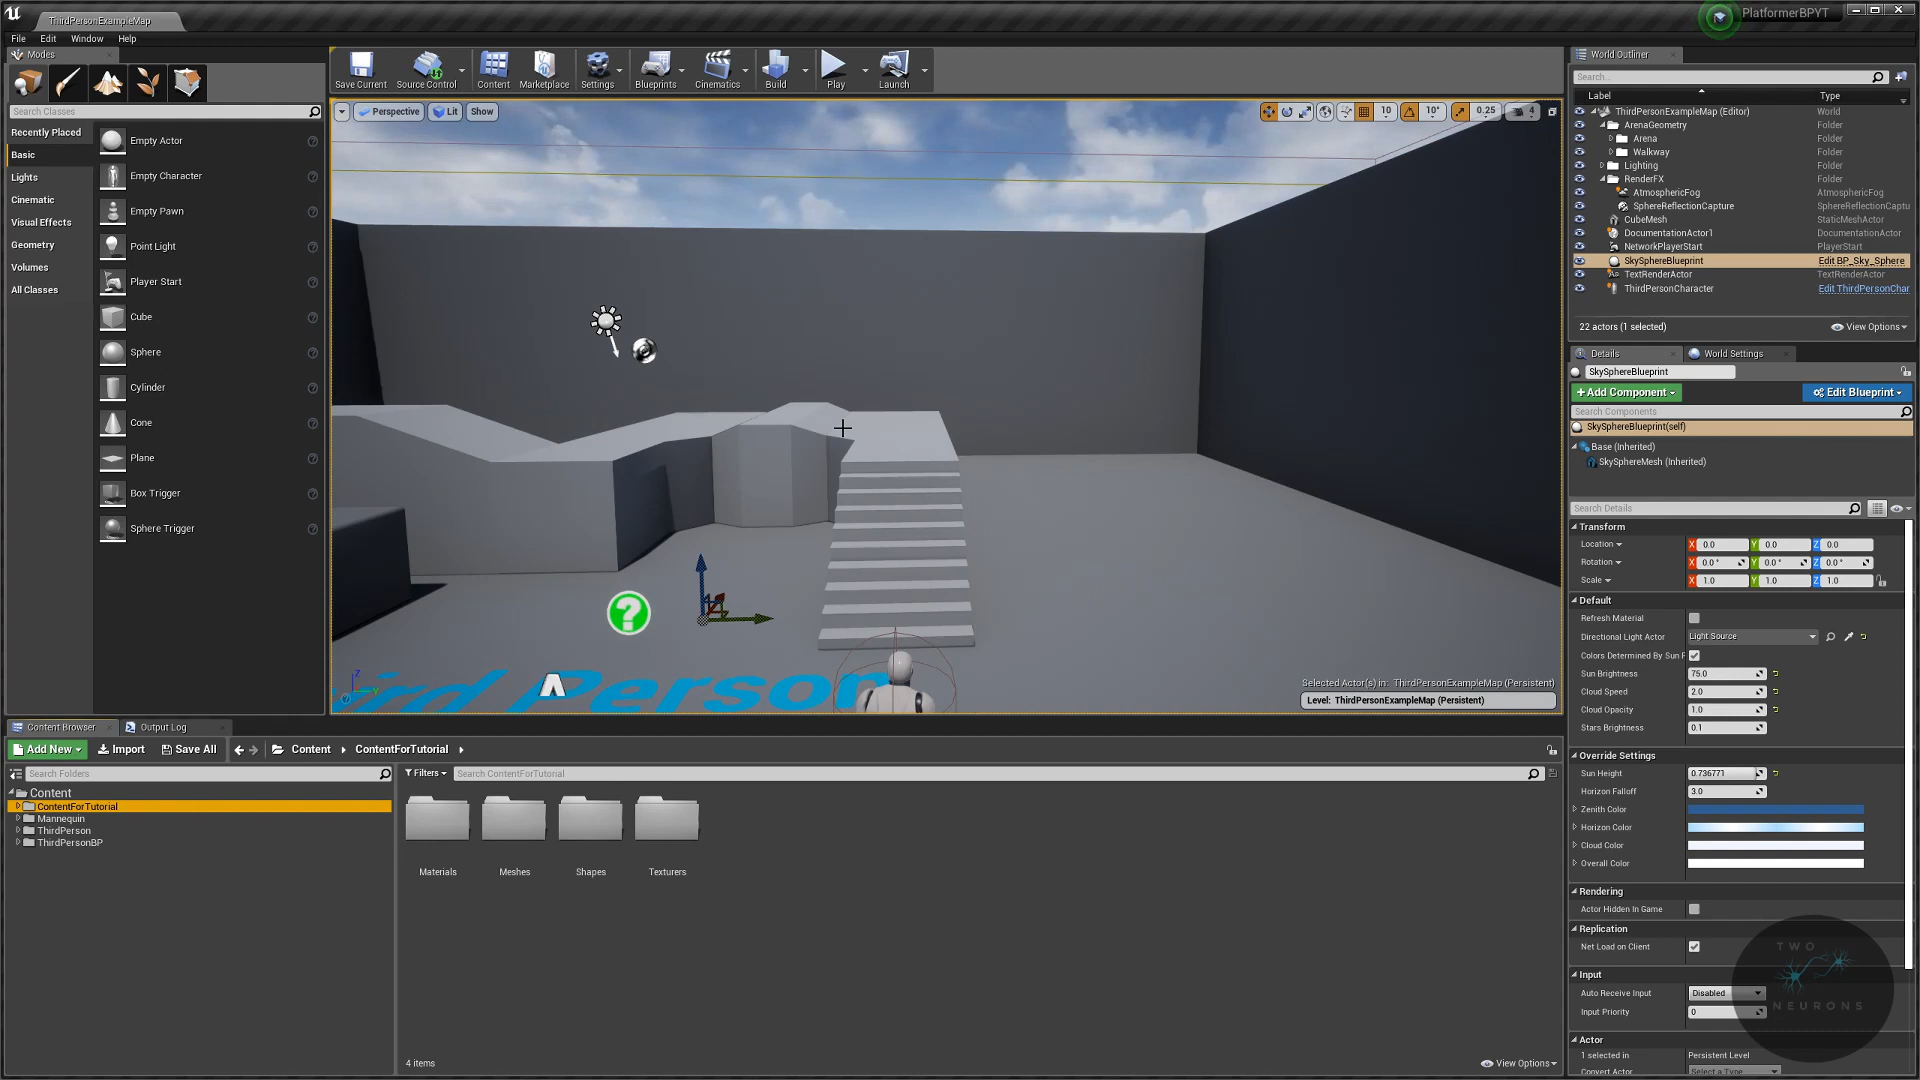 ThirdPersonExampleMap
PlatformerBPYT
File Edit Window Help
Modes
Search Classes
Recently Placed
Basic
Lights
Cinematic
Visual Effects
Geometry
Volumes
All Classes
Empty Actor
Empty Character
Empty Pawn
Point Light
Player Start
Cube
Sphere
Cylinder
Cone
Plane
Box Trigger
Sphere Trigger
Save Current Source Control Content Marketplace Settings Blueprints Cinematics Build Play Launch
Perspective Lit Show
10 10° 0.25 4
ird Person
Selected Actor(s) in: ThirdPersonExampleMap (Persistent)
Level: ThirdPersonExampleMap (Persistent)
World Outliner
Search...
Label Type
ThirdPersonExampleMap (Editor) World
ArenaGeometry Folder
Arena Folder
Walkway Folder
Lighting Folder
RenderFX Folder
AtmosphericFog AtmosphericFog
SphereReflectionCapture SphereReflectionCaptu
CubeMesh StaticMeshActor
DocumentationActor1 DocumentationActor
NetworkPlayerStart PlayerStart
SkySphereBlueprint Edit BP_Sky_Sphere
TextRenderActor TextRenderActor
ThirdPersonCharacter Edit ThirdPersonChar
22 actors (1 selected) View Options
Details World Settings
SkySphereBlueprint
+Add Component Edit Blueprint
Search Components
SkySphereBlueprint(self)
Base (Inherited)
SkySphereMesh (Inherited)
Search Details
Transform
Location X 0.0 Y 0.0 Z 0.0
Rotation X 0.0° Y 0.0° Z 0.0°
Scale X 1.0 Y 1.0 Z 1.0
Default
Refresh Material
Directional Light Actor Light Source
Colors Determined By Sun P
Sun Brightness 75.0
Cloud Speed 2.0
Cloud Opacity 1.0
Stars Brightness 0.1
Override Settings
Sun Height 0.736771
Horizon Falloff 3.0
Zenith Color
Horizon Color
Cloud Color
Overall Color
Rendering
Actor Hidden In Game
Replication
Net Load on Client
Input
Auto Receive Input Disabled
Input Priority 0
Actor
1 selected in Persistent Level
Convert Actor Select a Type
TWO
NEURONS
Content Browser Output Log
Add New Import Save All Content ContentForTutorial
Search Folders
Content
ContentForTutorial
Mannequin
ThirdPerson
ThirdPersonBP
Filters Search ContentForTutorial
Materials Meshes Shapes Texturers
4 items View Options